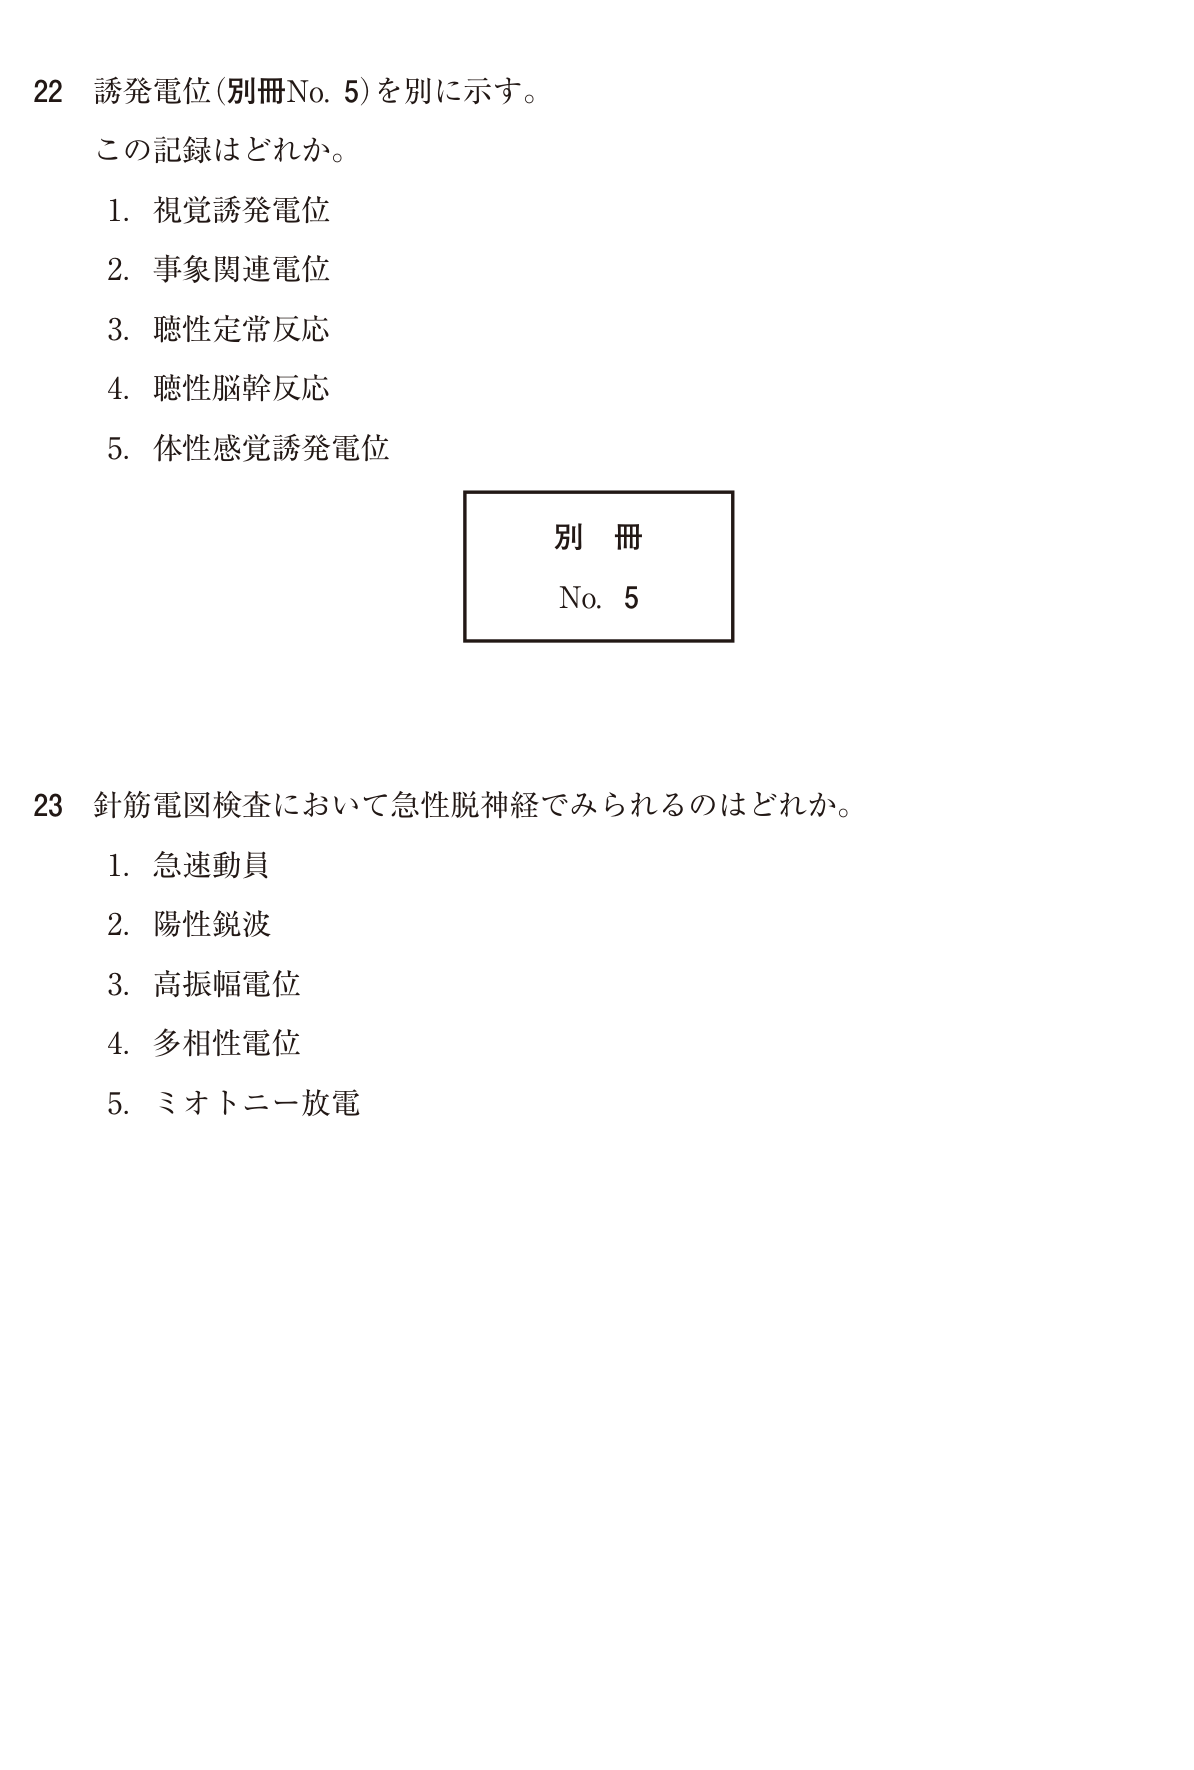 22 誘発電位(別冊No. 5)を別に示す。
この記録はどれか。
1. 視覚誘発電位
2. 事象関連電位
3. 聴性定常反応
4. 聴性脳幹反応
5. 体性感覚誘発電位
別 冊
No. 5
23 針筋電図検査において急性脱神経でみられるのはどれか。
1. 急速動員
2. 陽性鋭波
3. 高振幅電位
4. 多相性電位
5. ミオトニー放電